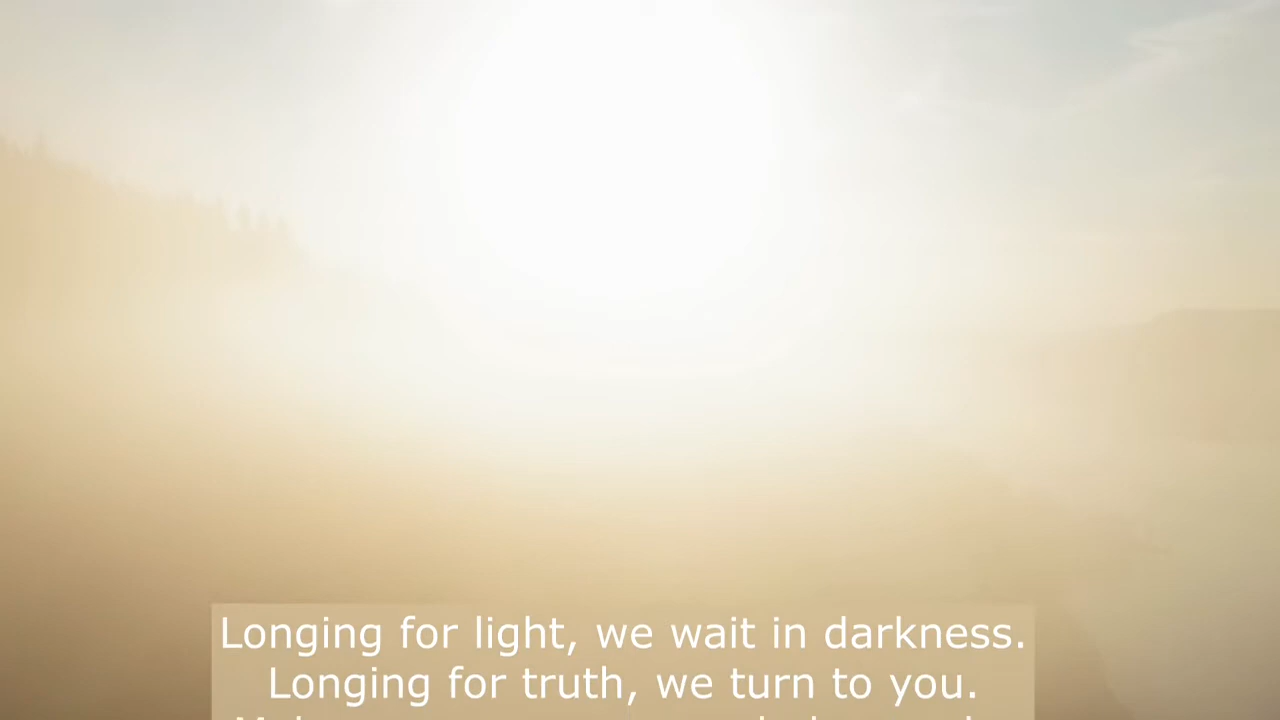 Longing for light, we wait in darkness.
Longing for truth, we turn to you.